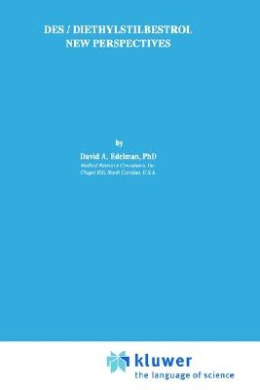 DES / DIETHYLSTILBESTROL
NEW PERSPECTIVES
by
David A. Edelman, PhD
Medical Research Consultants, Inc.
Chapel Hill, North Carolina, U.S.A.
kluwer
the language of science